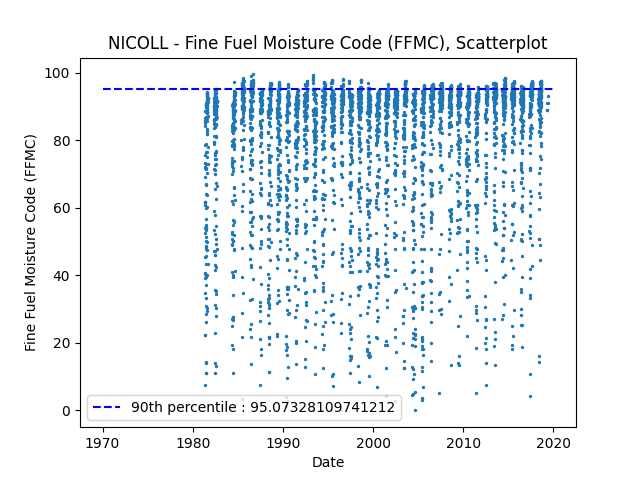 NICOLL - Fine Fuel Moisture Code (FFMC), Scatterplot
100
80
60
40
20
0
Fine Fuel Moisture Code (FFMC)
90th percentile : 95.07328109741212
1970 1980 1990 2000 2010 2020
Date